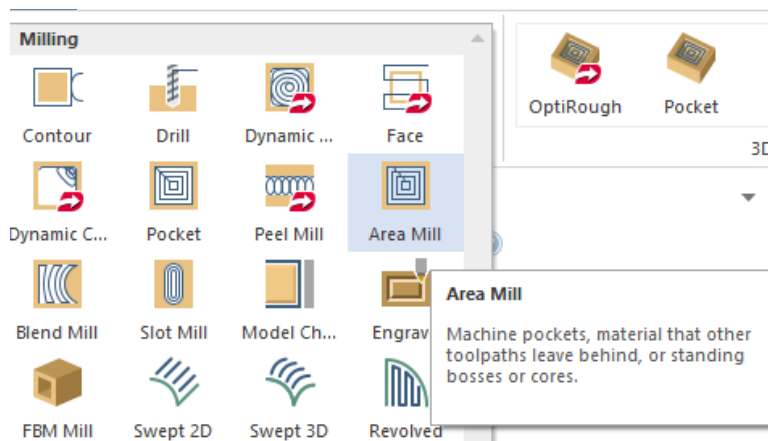 Milling
Contour
Drill
Dynamic ...
Face
Dynamic C...
Pocket
Peel Mill
Area Mill
Blend Mill
Slot Mill
Model Ch...
Engrav
FBM Mill
Swept 2D
Swept 3D
Revolved
OptiRough
Pocket
3D
Area Mill
Machine pockets, material that other
toolpaths leave behind, or standing
bosses or cores.